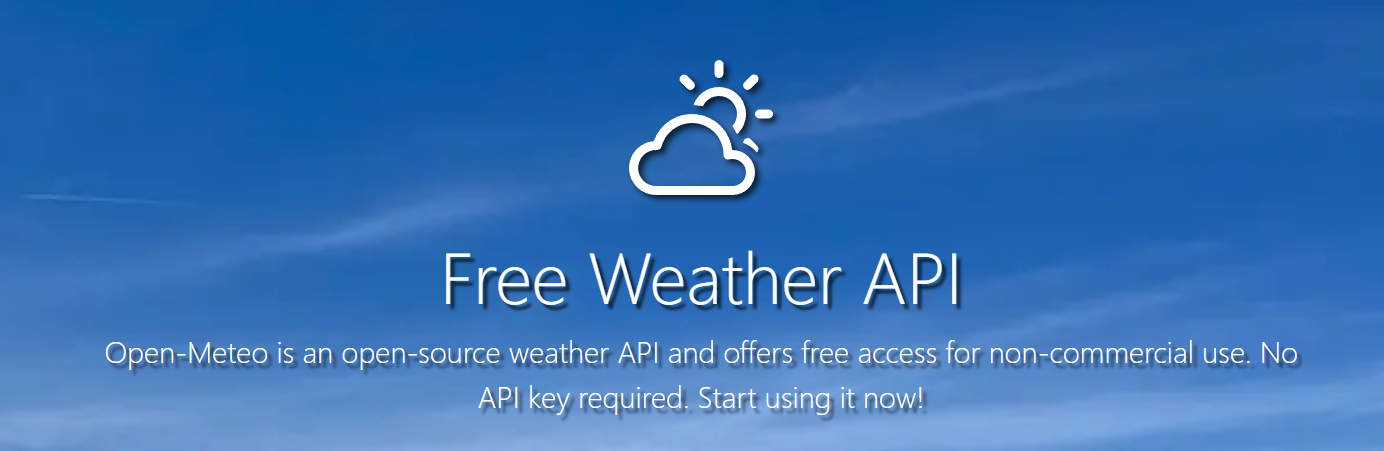 Free Weather API
Open-Meteo is an open-source weather API and offers free access for non-commercial use. No
API key required. Start using it now!